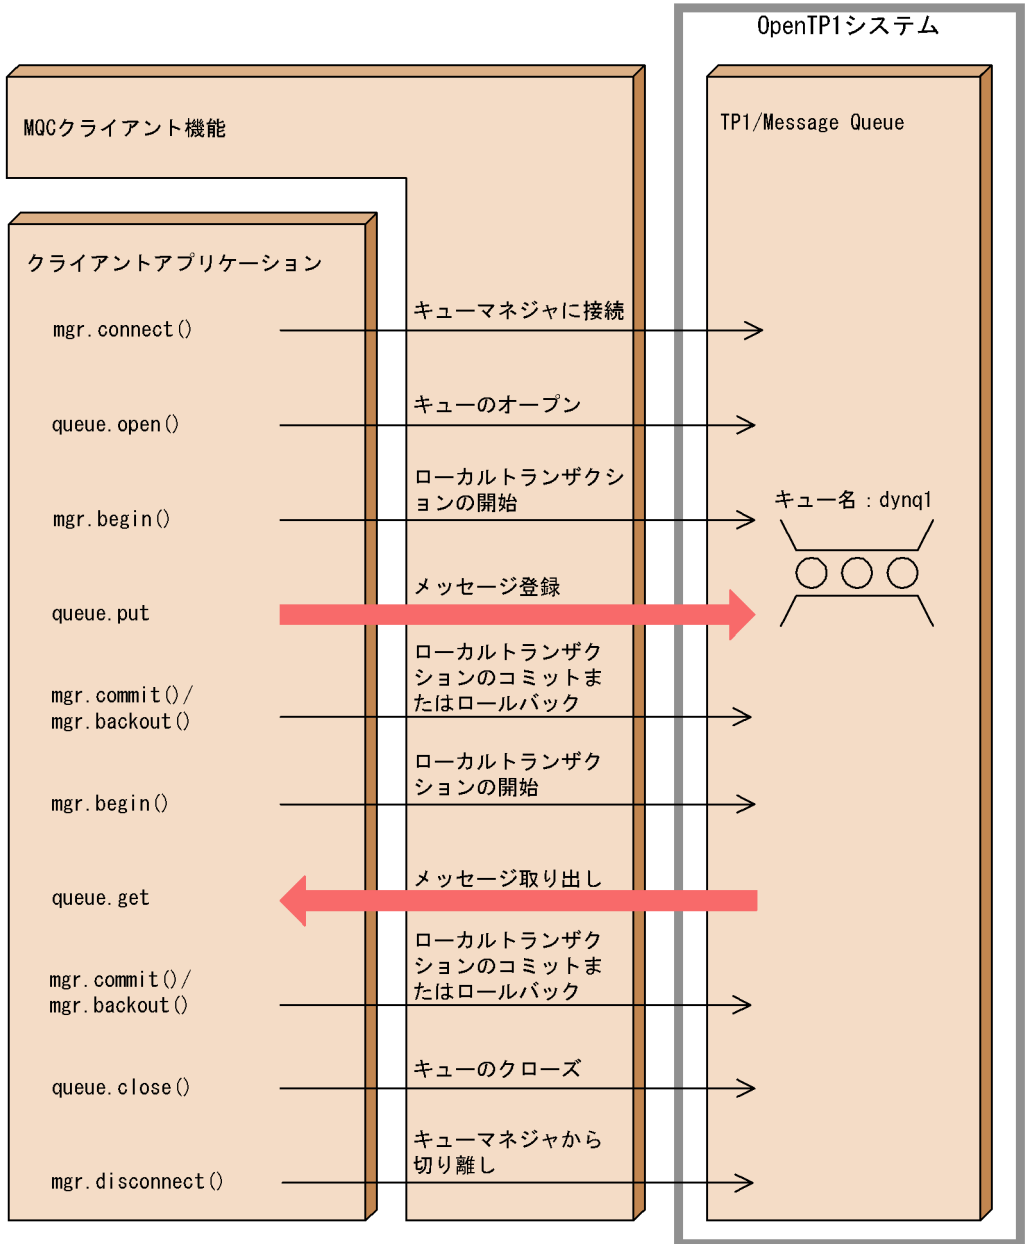 OpenTP1システム
MQCクライアント機能
TP1/Message Queue
クライアントアプリケーション
mgr.connect()
キューマネジャに接続
queue.open()
キューのオープン
mgr.begin()
ローカルトランザクシ
ョンの開始
キュー名：dynq1
queue.put
メッセージ登録
mgr.commit()/
mgr.backout()
ローカルトランザク
ションのコミットま
たはロールバック
mgr.begin()
ローカルトランザク
ションの開始
queue.get
メッセージ取り出し
mgr.commit()/
mgr.backout()
ローカルトランザク
ションのコミットま
たはロールバック
queue.close()
キューのクローズ
mgr.disconnect()
キューマネジャから
切り離し